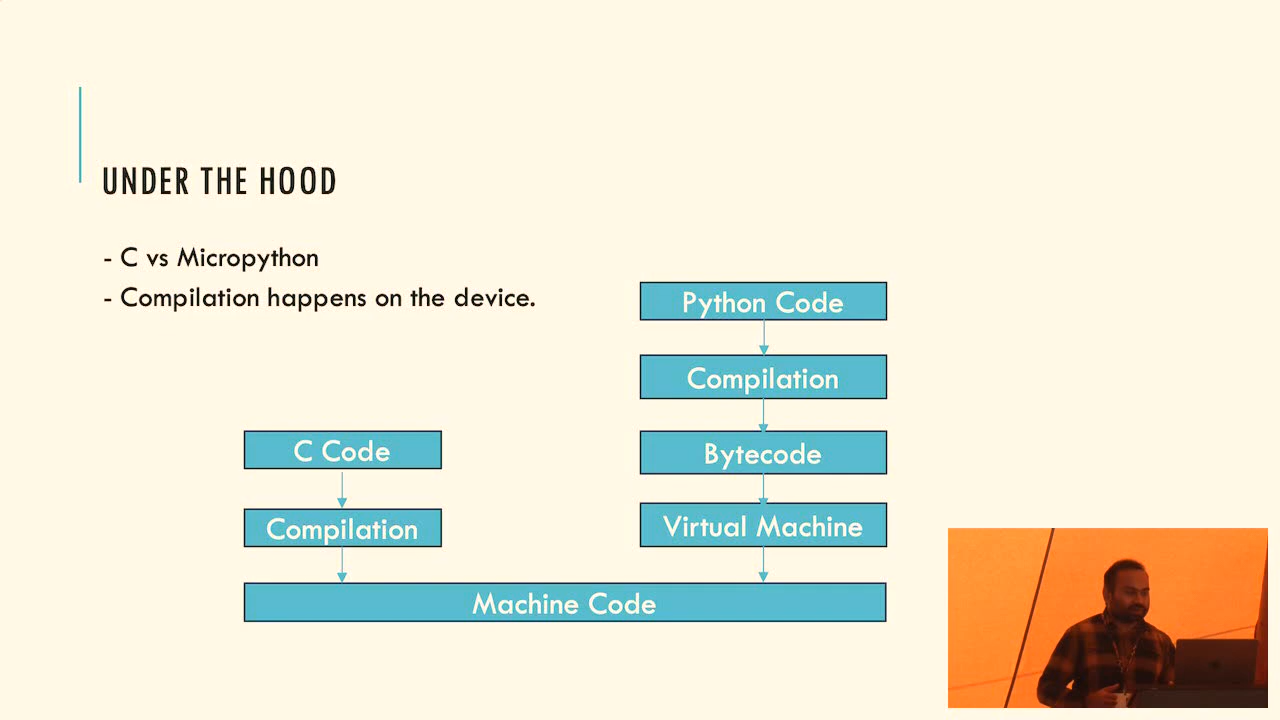 UNDER THE HOOD
- C vs Micropython
- Compilation happens on the device.
Python Code
Compilation
Bytecode
Virtual Machine
C Code
Compilation
Machine Code